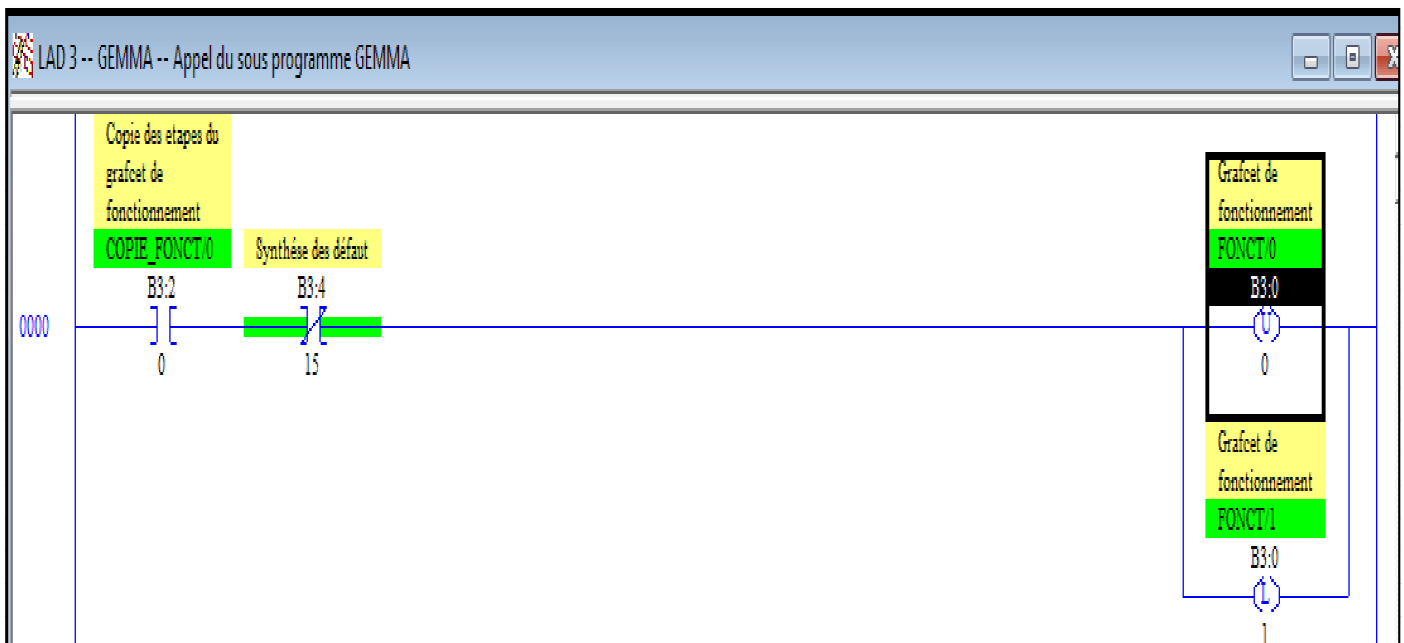 LAD 3 -- GEMMA -- Appel du sous programme GEMMA
Copie des etapes du
grafcet de
fonctionnement
COPIE_FONCT/0
B3:2
0
Synthése des défaut
B3:4
15
0000
Grafcet de
fonctionnement
FONCT/0
B3:0
U
0
Grafcet de
fonctionnement
FONCT/1
B3:0
L
1